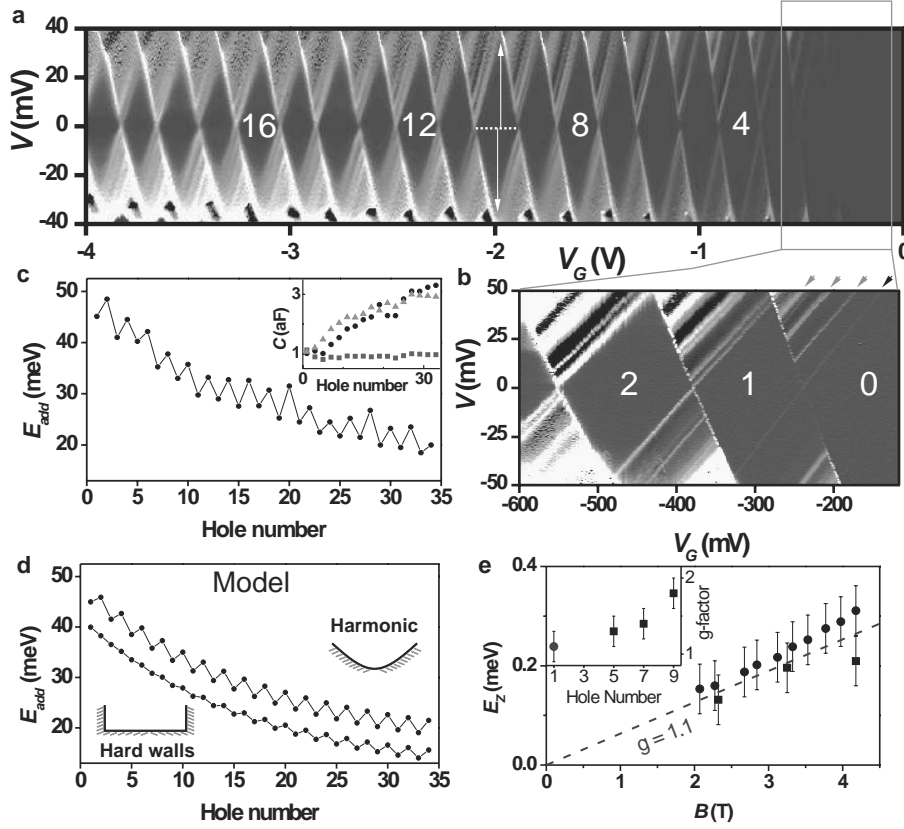 a
40
20
0
-20
-40
V (mV)
16
12
8
4
-4
-3
-2
-1
0
V_G (V)
c
50
40
30
20
E_add (meV)
0
5
10
15
20
25
30
35
Hole number
3
1
C (aF)
0
30
Hole number
b
50
25
0
-25
-50
V (mV)
2
1
0
-600
-400
-200
V_G (mV)
d
Model
50
40
30
20
E_add (meV)
Harmonic
Hard walls
0
5
10
15
20
25
30
35
Hole number
e
0.4
0.2
0.0
E_Z (meV)
2
1
g-factor
1
3
5
7
9
Hole Number
g = 1.1
0
1
2
3
4
B (T)